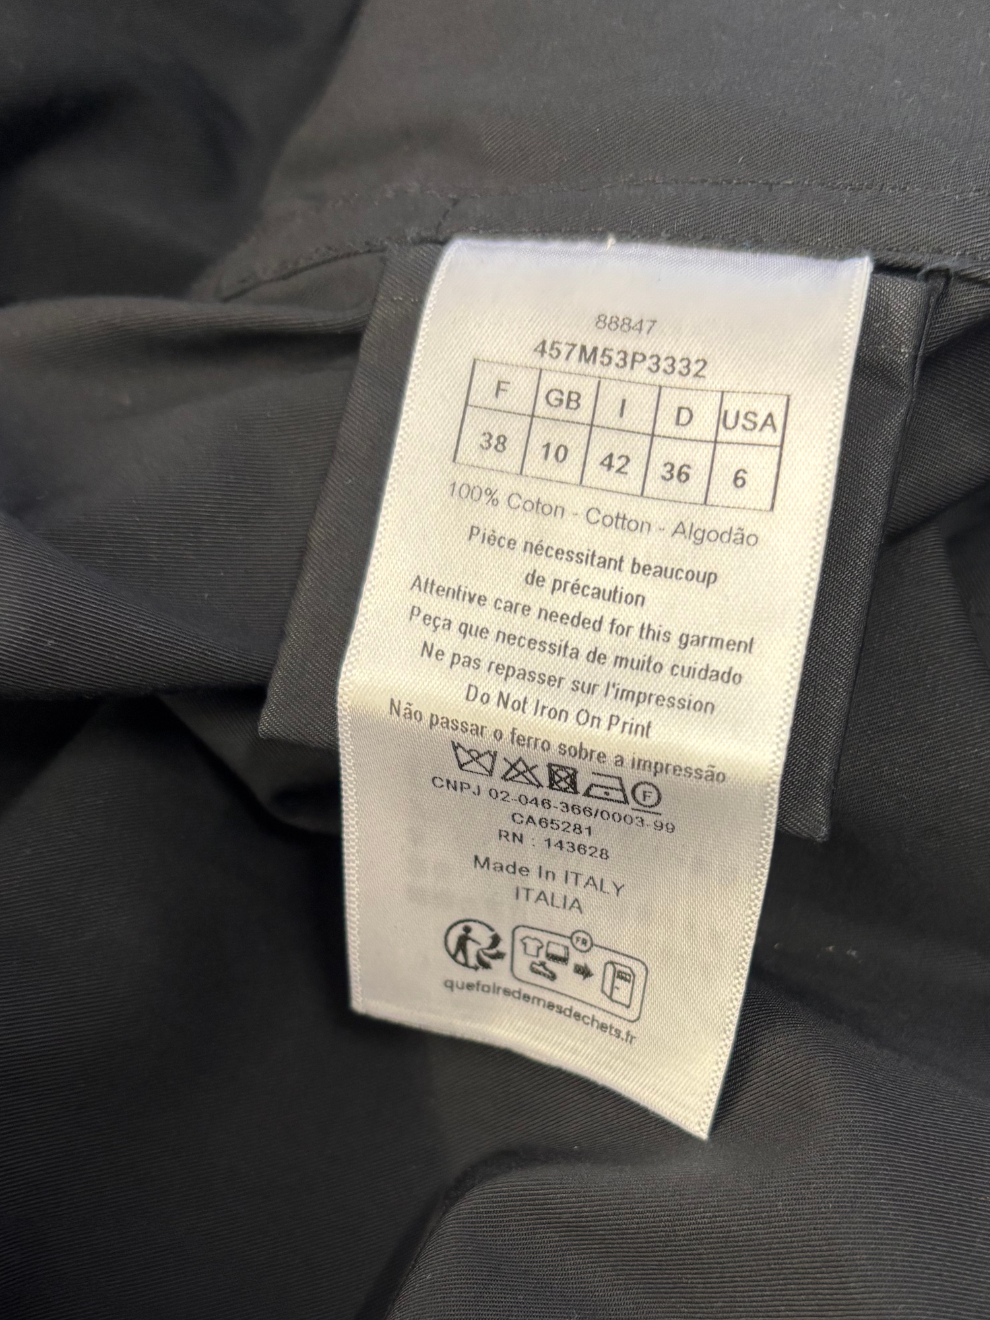 88847
457M53P3332
F GB I D USA
38 10 42 36 6
100% Coton - Cotton - Algodão
Pièce nécessitant beaucoup
de précaution
Attentive care needed for this garment
Peça que necessita de muito cuidado
Ne pas repasser sur l'impression
Do Not Iron On Print
Não passar o ferro sobre a impressão
F
CNPJ 02-046-366/0003-99
CA65281
RN : 143628
Made In ITALY
ITALIA
FR
quefairedemesdechets.fr